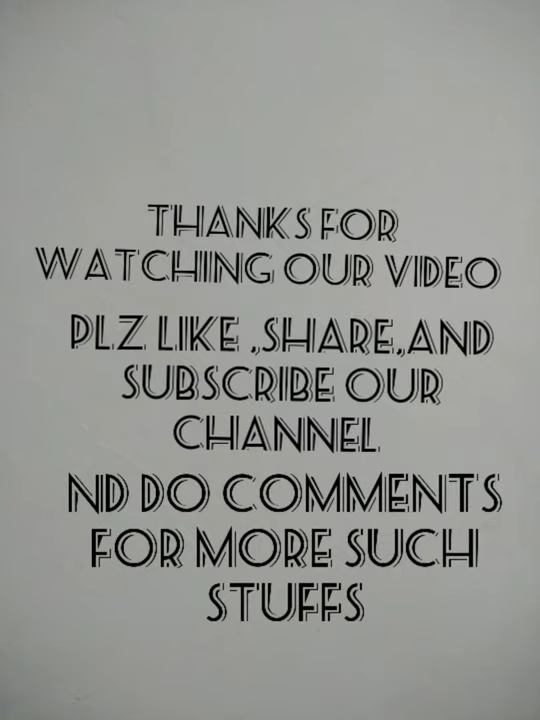 THANKS FOR
WATCHING OUR VIDEO
PLZ LIKE ,SHARE,AND
SUBSCRIBE OUR
CHANNEL
ND DO COMMENTS
FOR MORE SUCH
STUFFS